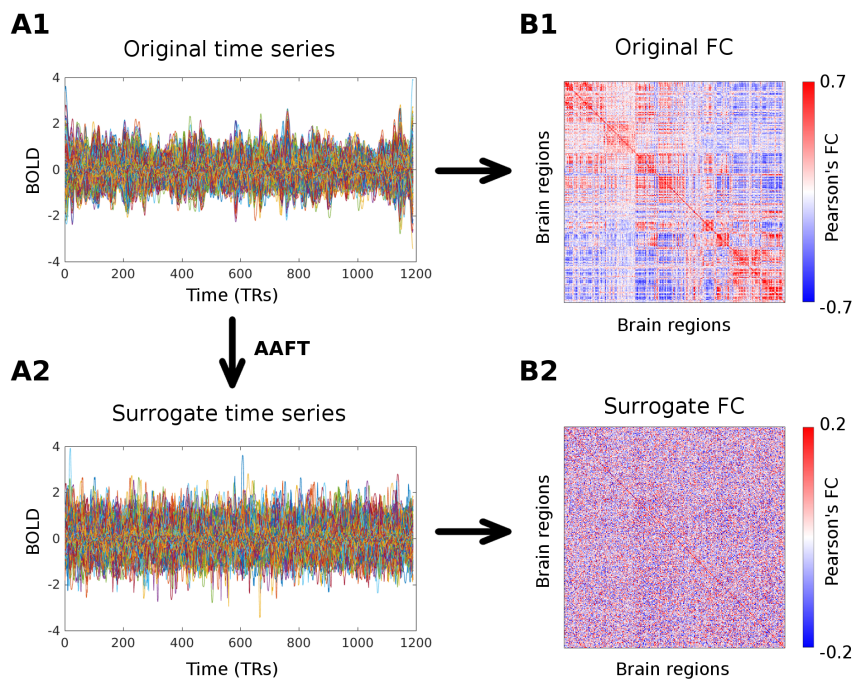 A1
Original time series
4
2
0
-2
-4
BOLD
0 200 400 600 800 1000 1200
Time (TRs)
B1
Original FC
Brain regions
Brain regions
0.7
Pearson's FC
-0.7
AAFT
A2
Surrogate time series
4
2
0
-2
-4
BOLD
0 200 400 600 800 1000 1200
Time (TRs)
B2
Surrogate FC
Brain regions
Brain regions
0.2
Pearson's FC
-0.2